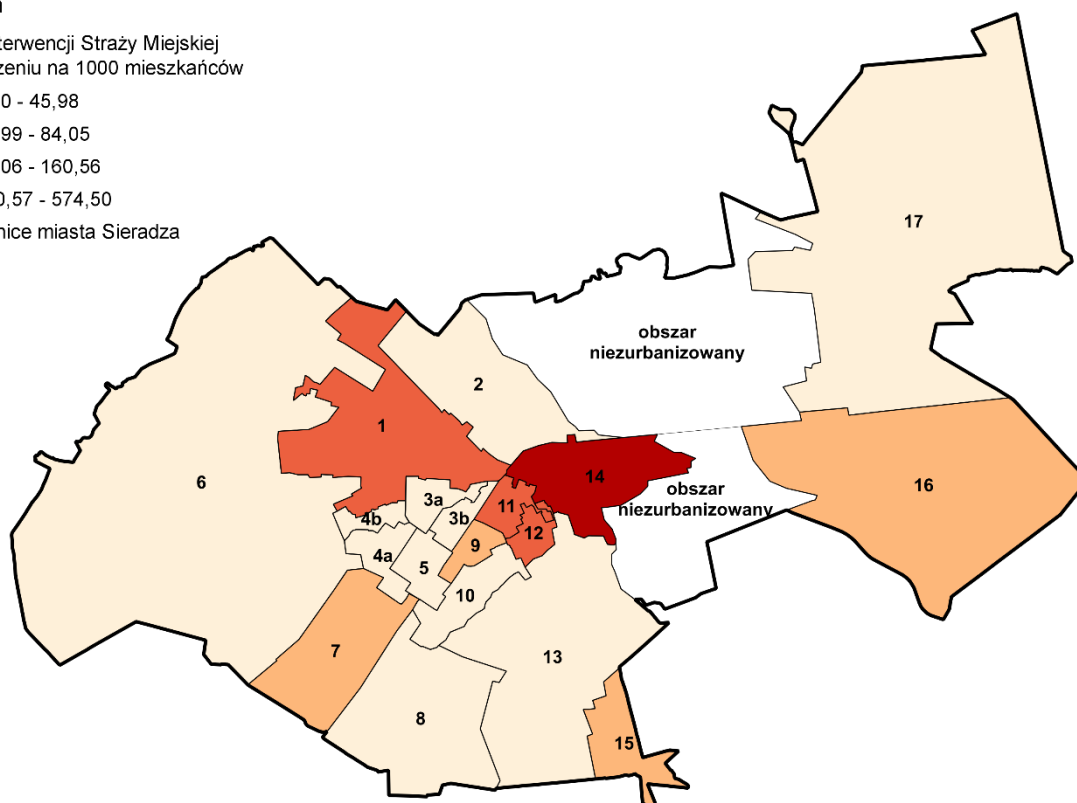 terwencji Straży Miejskiej
zeniu na 1000 mieszkańców
0 - 45,98
99 - 84,05
06 - 160,56
0,57 - 574,50
nice miasta Sieradza
17
obszar
niezurbanizowany
2
1
6
14
16
3a
obszar
niezurbanizowany
11
4b
3b
12
9
4a
5
10
7
13
8
15